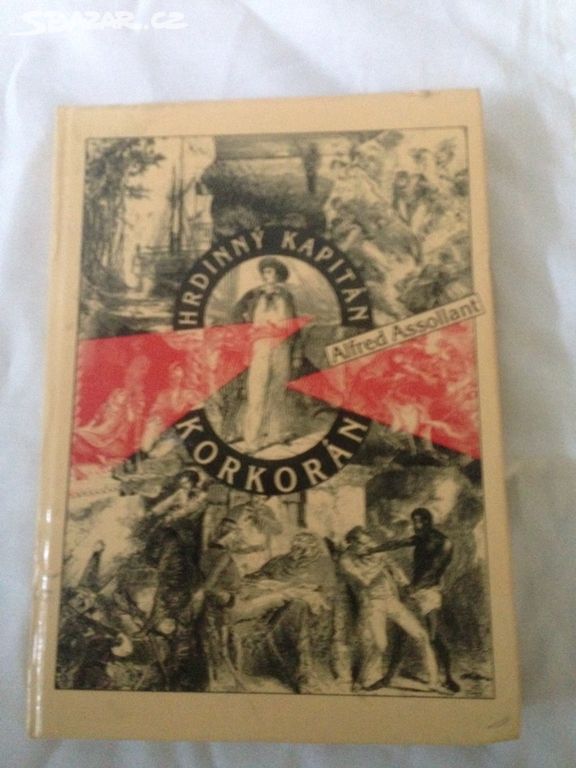 SBAZAR.CZ
HRDINNÝ KAPITÁN
Alfred Assollant
KORKORÁN